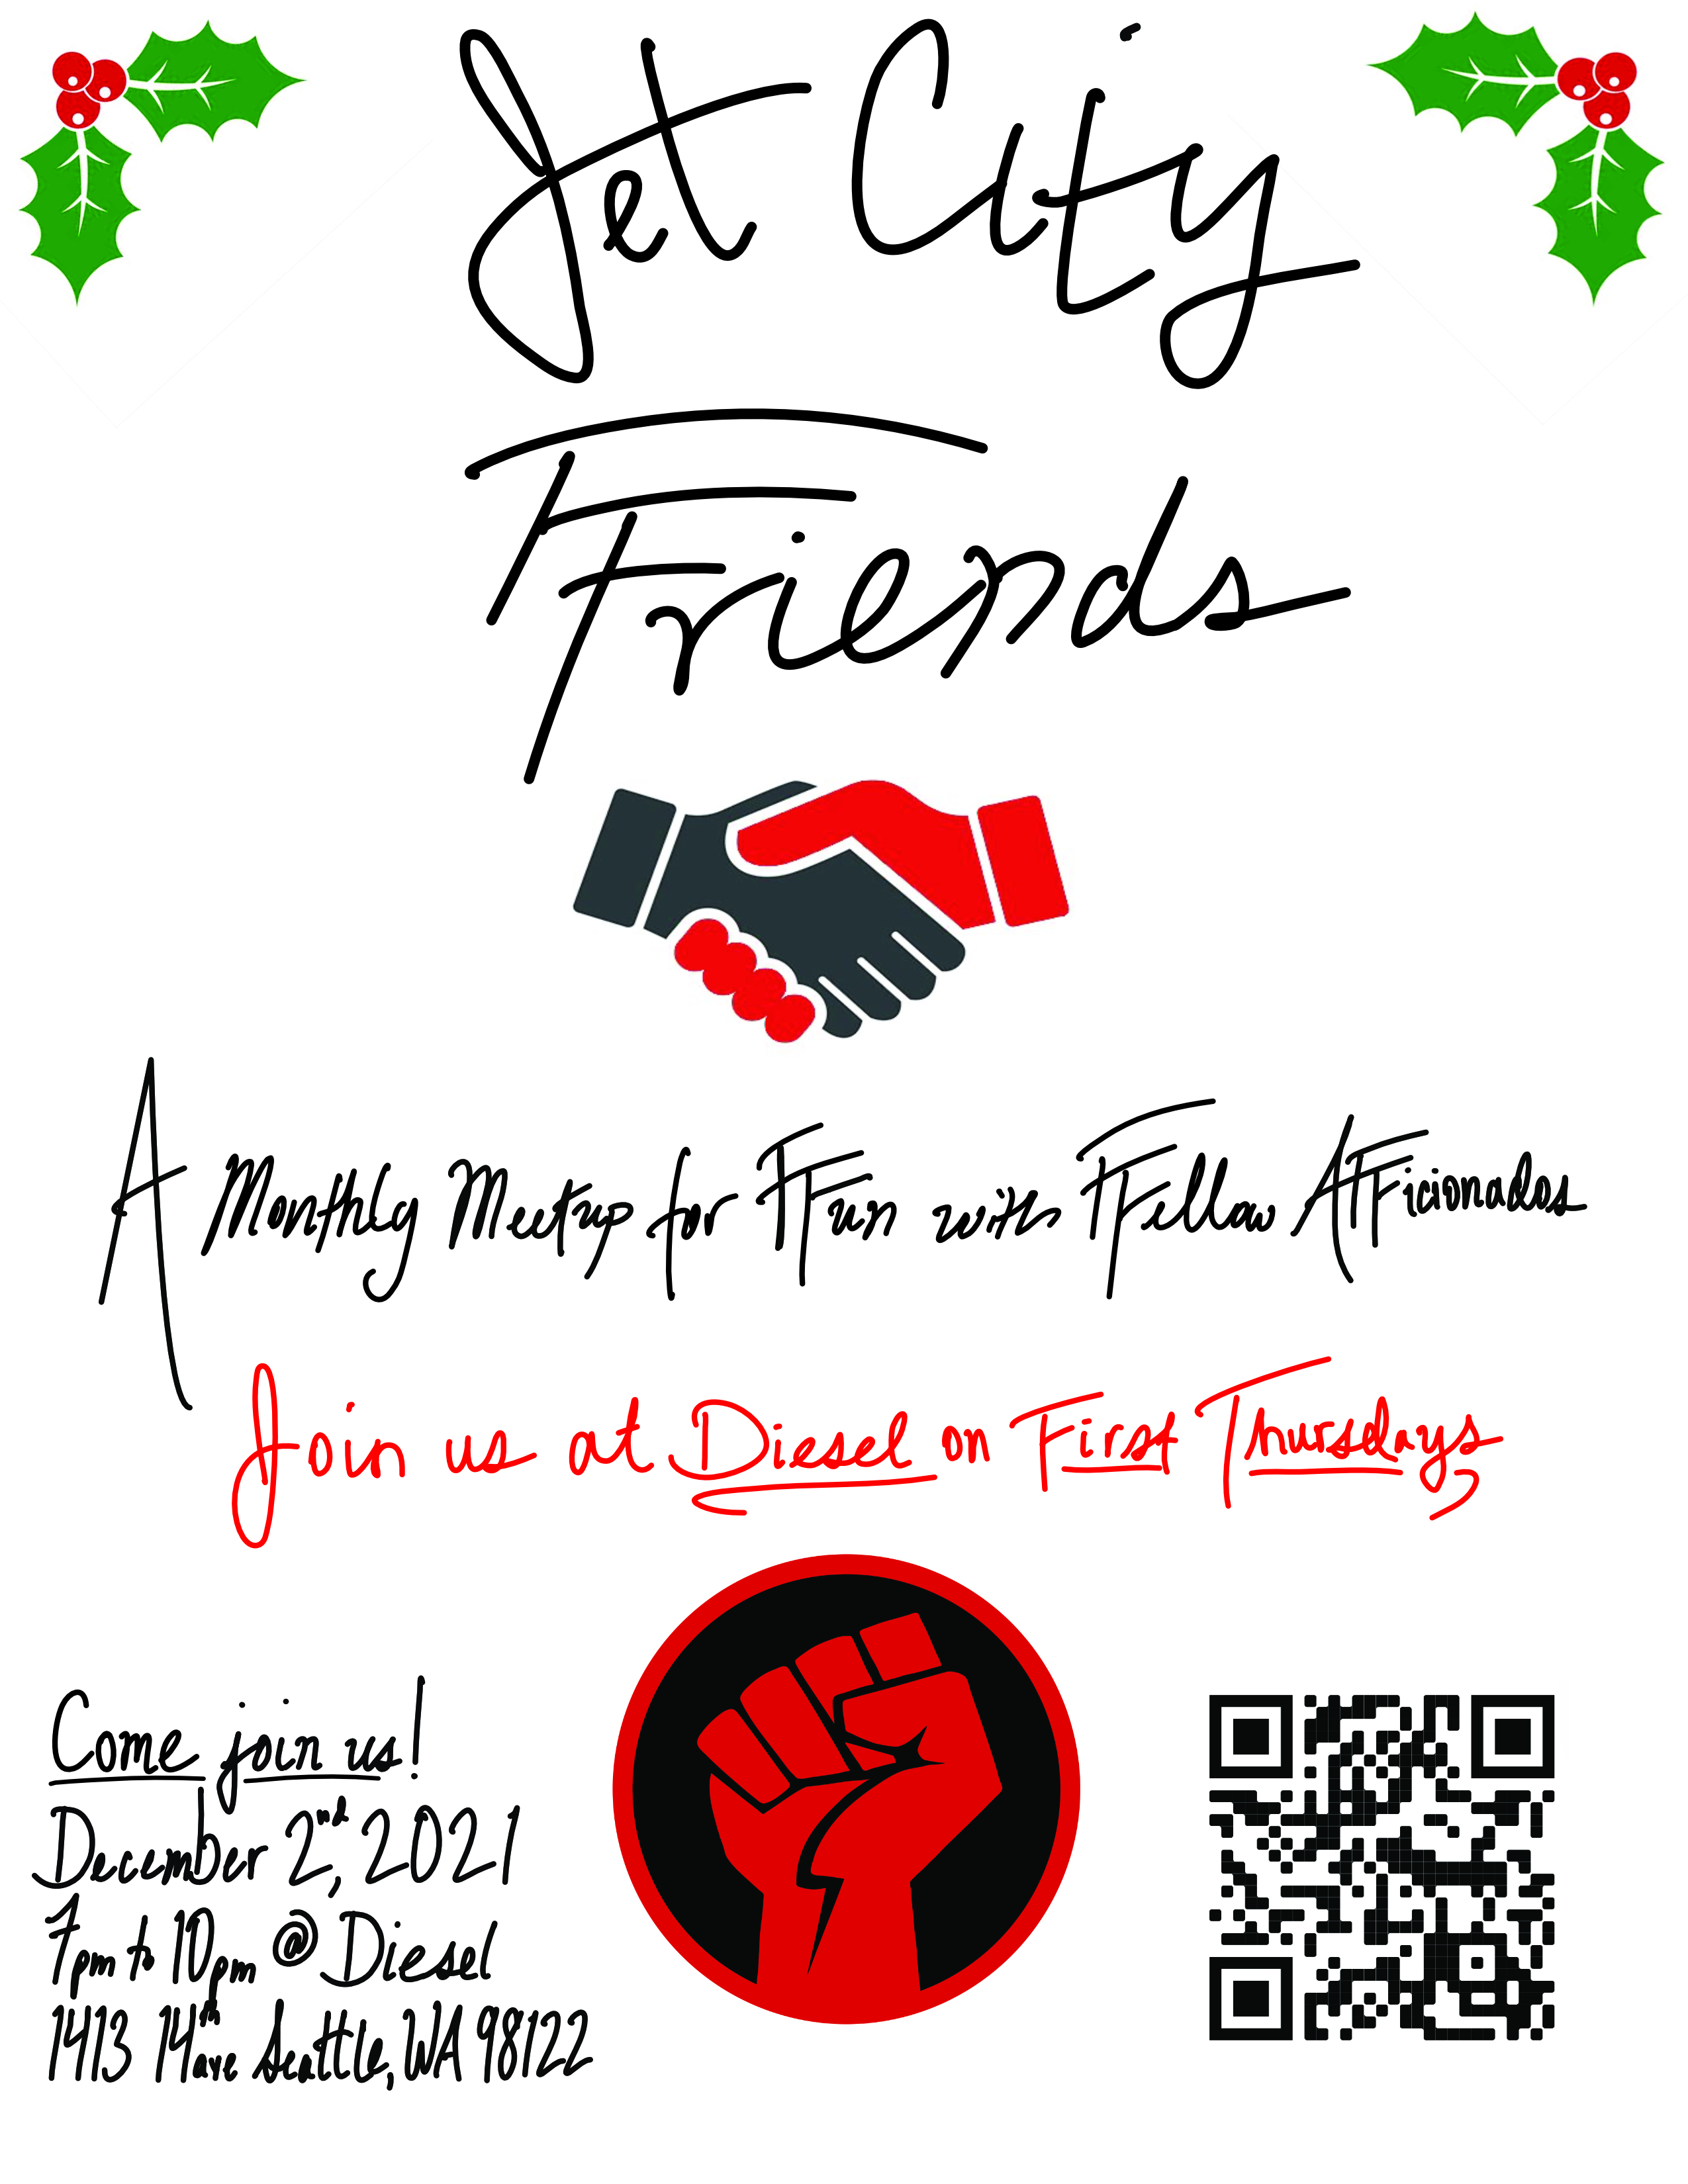 Jet City
FFriends
A Monthly Meetup for FFun with FFellow AFFicionados
Join us at Diesel on First Thursdays
Come join us!
December 2nd, 2021
7pm to 10pm @ Diesel
1413 14th ave Seattle, WA 98122